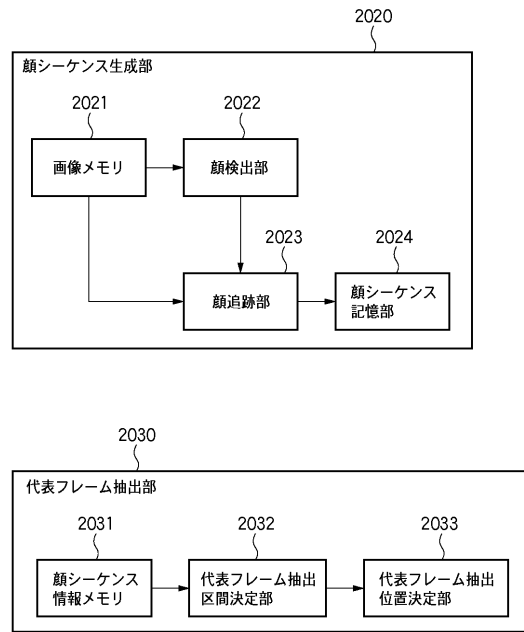 2020
顔シーケンス生成部
2021
2022
画像メモリ
顔検出部
2023
2024
顔追跡部
顔シーケンス
記憶部
2030
代表フレーム抽出部
2031
2032
2033
顔シーケンス
情報メモリ
代表フレーム抽出
区間決定部
代表フレーム抽出
位置決定部